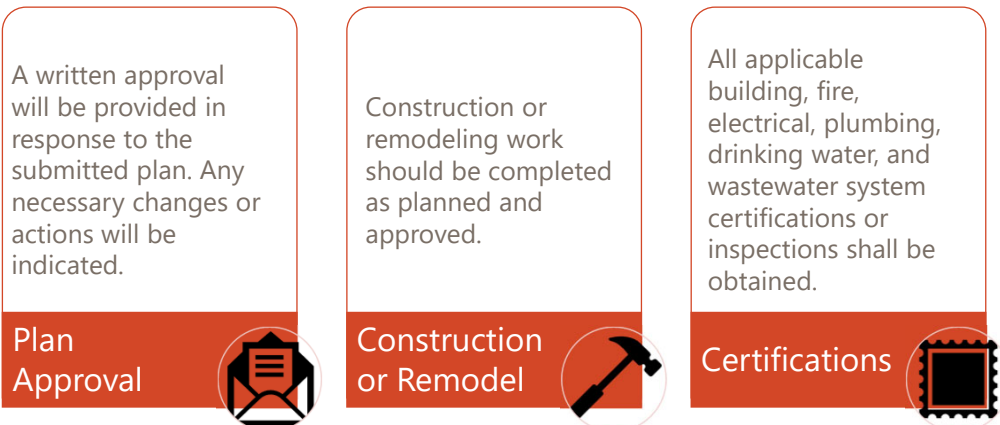 A written approval
will be provided in
response to the
submitted plan. Any
necessary changes or
actions will be
indicated.
Plan
Approval
Construction or
remodeling work
should be completed
as planned and
approved.
Construction
or Remodel
All applicable
building, fire,
electrical, plumbing,
drinking water, and
wastewater system
certifications or
inspections shall be
obtained.
Certifications